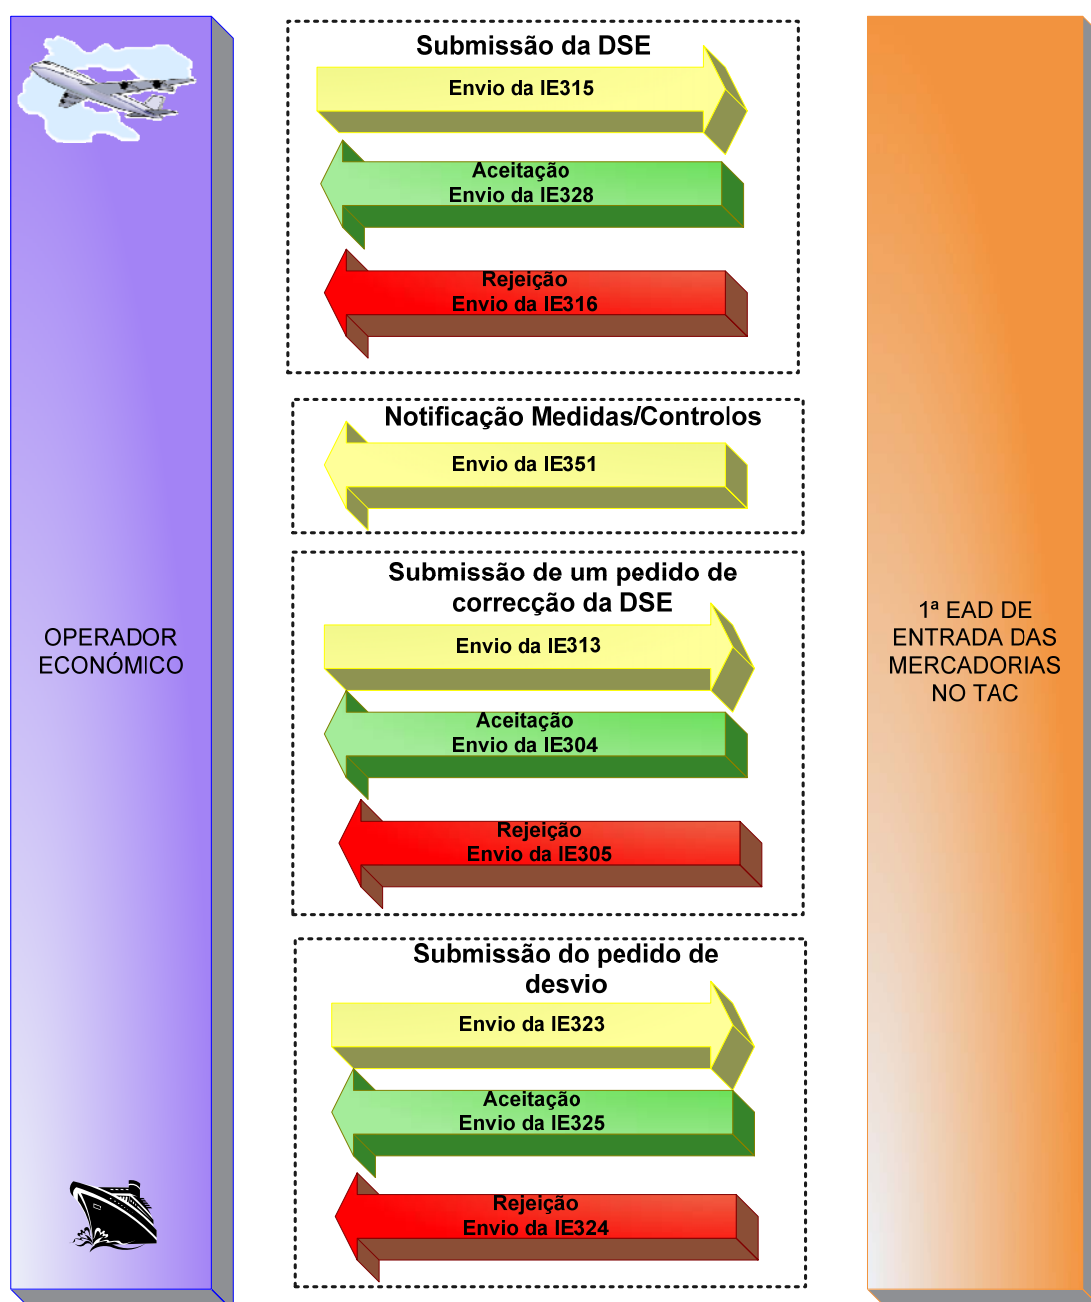 Submissão da DSE
Envio da IE315
Aceitação
Envio da IE328
Rejeição
Envio da IE316
Notificação Medidas/Controlos
Envio da IE351
Submissão de um pedido de
correcção da DSE
Envio da IE313
Aceitação
Envio da IE304
Rejeição
Envio da IE305
Submissão do pedido de
desvio
Envio da IE323
Aceitação
Envio da IE325
Rejeição
Envio da IE324
OPERADOR
ECONÓMICO
1ª EAD DE
ENTRADA DAS
MERCADORIAS
NO TAC